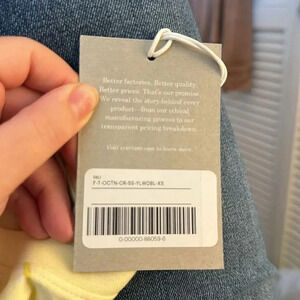 Better factories. Better quality.
Better prices. That's our promise.
We reveal the story behind every
product—from our ethical
manufacturing process to our
transparent pricing breakdown.
Visit everlane.com to learn more.
SKU
F-T-OCTN-CR-SS-YLWOBL-XS
0-00000-88059-6